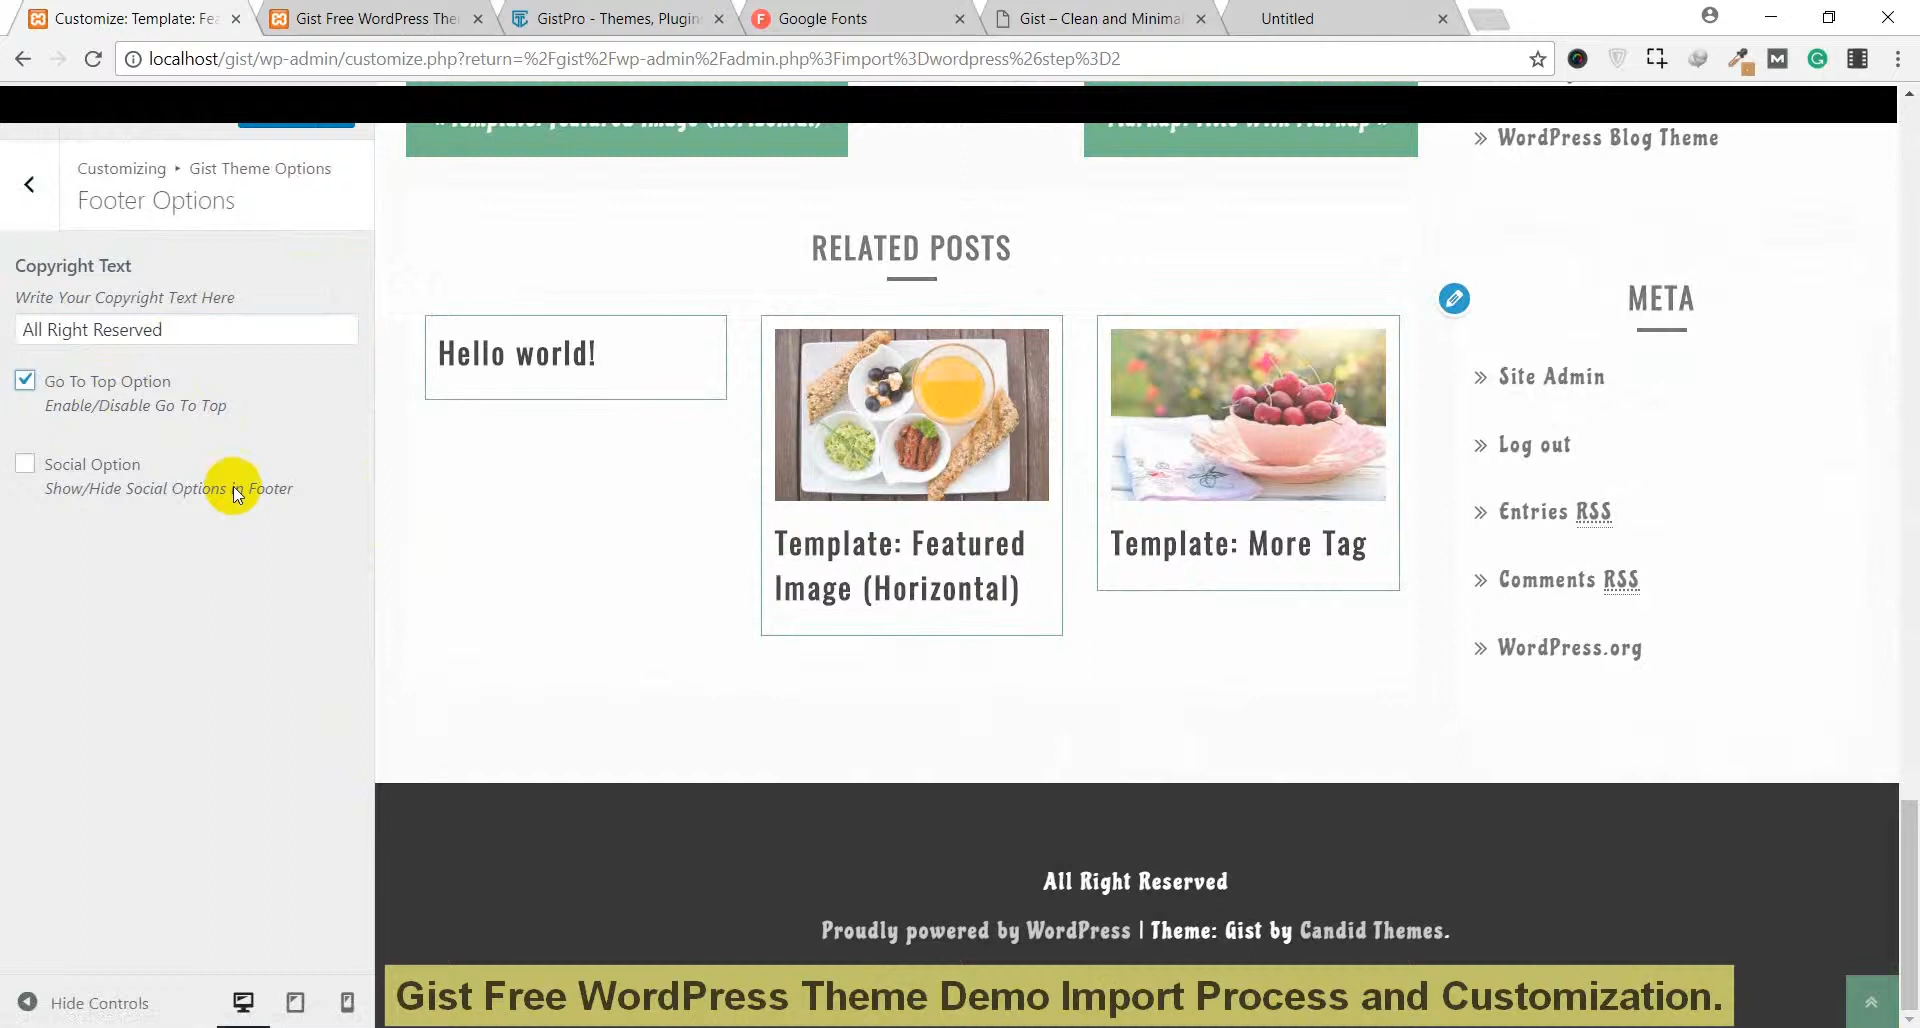 Customize: Template: Fea
Gist Free WordPress The
GistPro - Themes, Plugin
Google Fonts
Gist – Clean and Minimal
Untitled
localhost/gist/wp-admin/customize.php?return=%2Fgist%2Fwp-admin%2Fadmin.php%3Fimport%3Dwordpress%26step%3D2
WordPress Blog Theme
Customizing ▸ Gist Theme Options
Footer Options
Copyright Text
Write Your Copyright Text Here
All Right Reserved
Go To Top Option
Enable/Disable Go To Top
Social Option
Show/Hide Social Options in Footer
RELATED POSTS
Hello world!
Template: Featured
Image (Horizontal)
Template: More Tag
META
Site Admin
Log out
Entries RSS
Comments RSS
WordPress.org
All Right Reserved
Proudly powered by WordPress | Theme: Gist by Candid Themes.
Hide Controls
Gist Free WordPress Theme Demo Import Process and Customization.